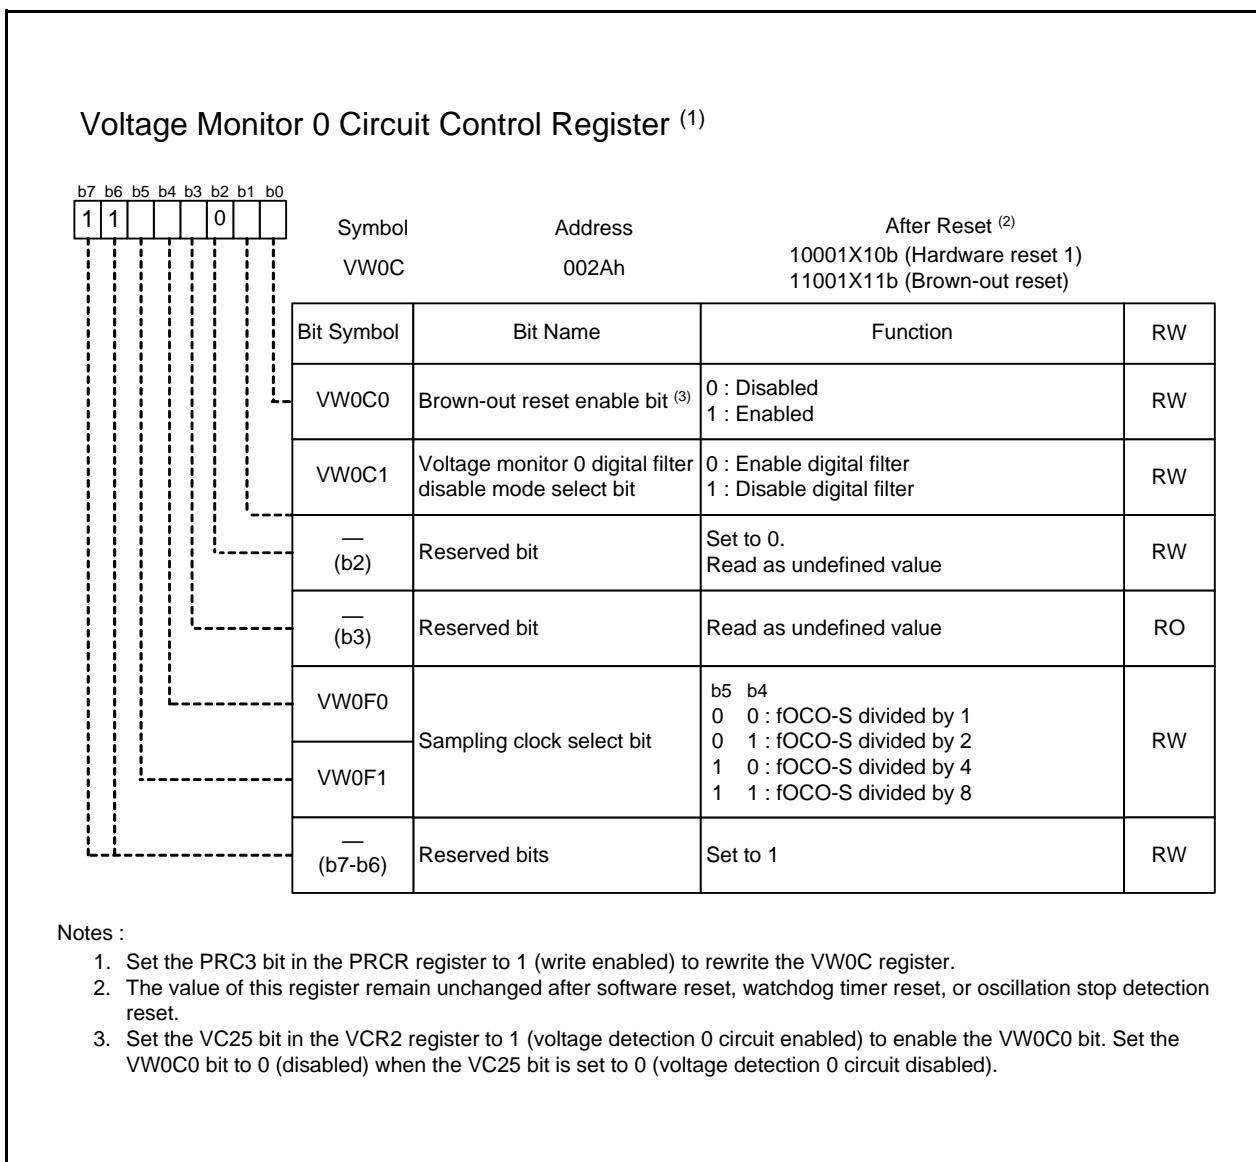 Voltage Monitor 0 Circuit Control Register (1)
b7 b6 b5 b4 b3 b2 b1 b0
1 1 0
Symbol Address After Reset (2)
VW0C 002Ah 10001X10b (Hardware reset 1)
11001X11b (Brown-out reset)
Bit Symbol Bit Name Function RW
VW0C0 Brown-out reset enable bit (3) 0 : Disabled
1 : Enabled RW
VW0C1 Voltage monitor 0 digital filter
disable mode select bit 0 : Enable digital filter
1 : Disable digital filter RW
—
(b2) Reserved bit Set to 0.
Read as undefined value RW
—
(b3) Reserved bit Read as undefined value RO
VW0F0
VW0F1 Sampling clock select bit b5 b4
0 0 : fOCO-S divided by 1
0 1 : fOCO-S divided by 2
1 0 : fOCO-S divided by 4
1 1 : fOCO-S divided by 8 RW
—
(b7-b6) Reserved bits Set to 1 RW
Notes :
1. Set the PRC3 bit in the PRCR register to 1 (write enabled) to rewrite the VW0C register.
2. The value of this register remain unchanged after software reset, watchdog timer reset, or oscillation stop detection
reset.
3. Set the VC25 bit in the VCR2 register to 1 (voltage detection 0 circuit enabled) to enable the VW0C0 bit. Set the
VW0C0 bit to 0 (disabled) when the VC25 bit is set to 0 (voltage detection 0 circuit disabled).